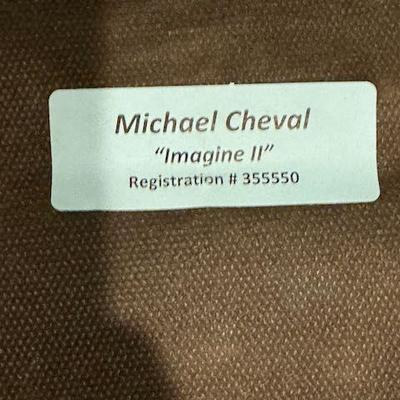 Michael Cheval
“Imagine II”
Registration # 355550